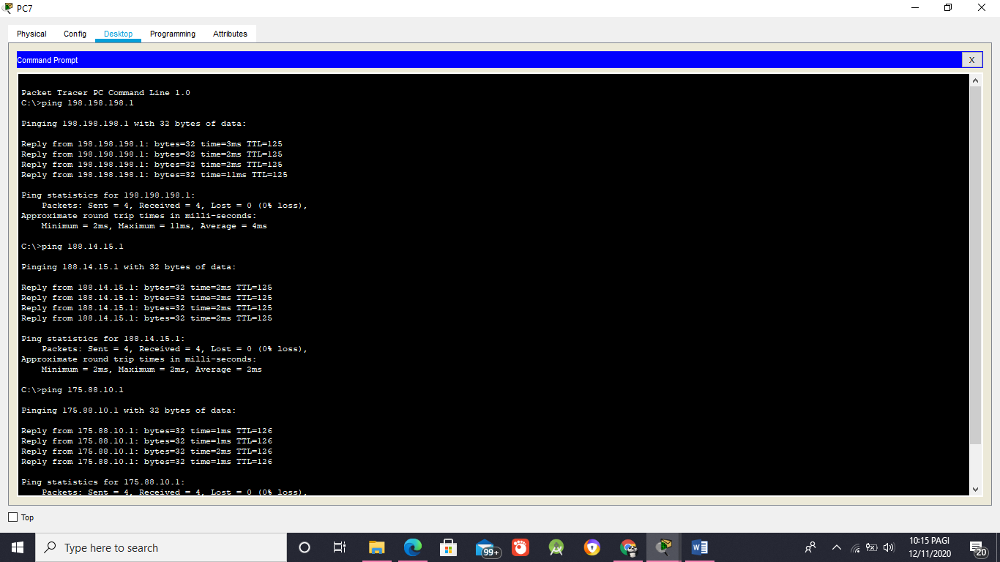 PC7
Physical Config Desktop Programming Attributes
Command Prompt
X
Packet Tracer PC Command Line 1.0
C:\>ping 198.198.198.1
Pinging 198.198.198.1 with 32 bytes of data:
Reply from 198.198.198.1: bytes=32 time=3ms TTL=125
Reply from 198.198.198.1: bytes=32 time=2ms TTL=125
Reply from 198.198.198.1: bytes=32 time=2ms TTL=125
Reply from 198.198.198.1: bytes=32 time=11ms TTL=125
Ping statistics for 198.198.198.1:
Packets: Sent = 4, Received = 4, Lost = 0 (0% loss),
Approximate round trip times in milli-seconds:
Minimum = 2ms, Maximum = 11ms, Average = 4ms
C:\>ping 188.14.15.1
Pinging 188.14.15.1 with 32 bytes of data:
Reply from 188.14.15.1: bytes=32 time=2ms TTL=125
Reply from 188.14.15.1: bytes=32 time=2ms TTL=125
Reply from 188.14.15.1: bytes=32 time=2ms TTL=125
Reply from 188.14.15.1: bytes=32 time=2ms TTL=125
Ping statistics for 188.14.15.1:
Packets: Sent = 4, Received = 4, Lost = 0 (0% loss),
Approximate round trip times in milli-seconds:
Minimum = 2ms, Maximum = 2ms, Average = 2ms
C:\>ping 175.88.10.1
Pinging 175.88.10.1 with 32 bytes of data:
Reply from 175.88.10.1: bytes=32 time=1ms TTL=126
Reply from 175.88.10.1: bytes=32 time=1ms TTL=126
Reply from 175.88.10.1: bytes=32 time=2ms TTL=126
Reply from 175.88.10.1: bytes=32 time=1ms TTL=126
Ping statistics for 175.88.10.1:
Packets: Sent = 4, Received = 4, Lost = 0 (0% loss),
Top
Type here to search
99+
10:15 PAGI
12/11/2020
20